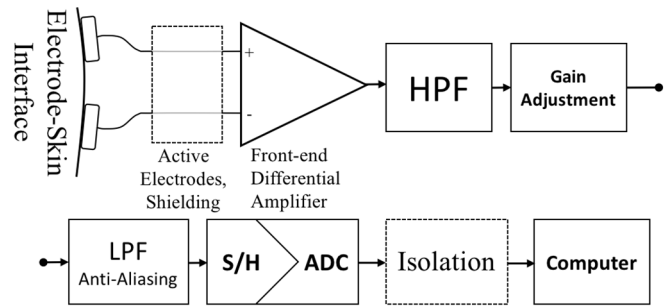 Electrode-Skin
Interface
+
-
Active
Electrodes,
Shielding
Front-end
Differential
Amplifier
HPF
Gain
Adjustment
LPF
Anti-Aliasing
S/H
ADC
Isolation
Computer